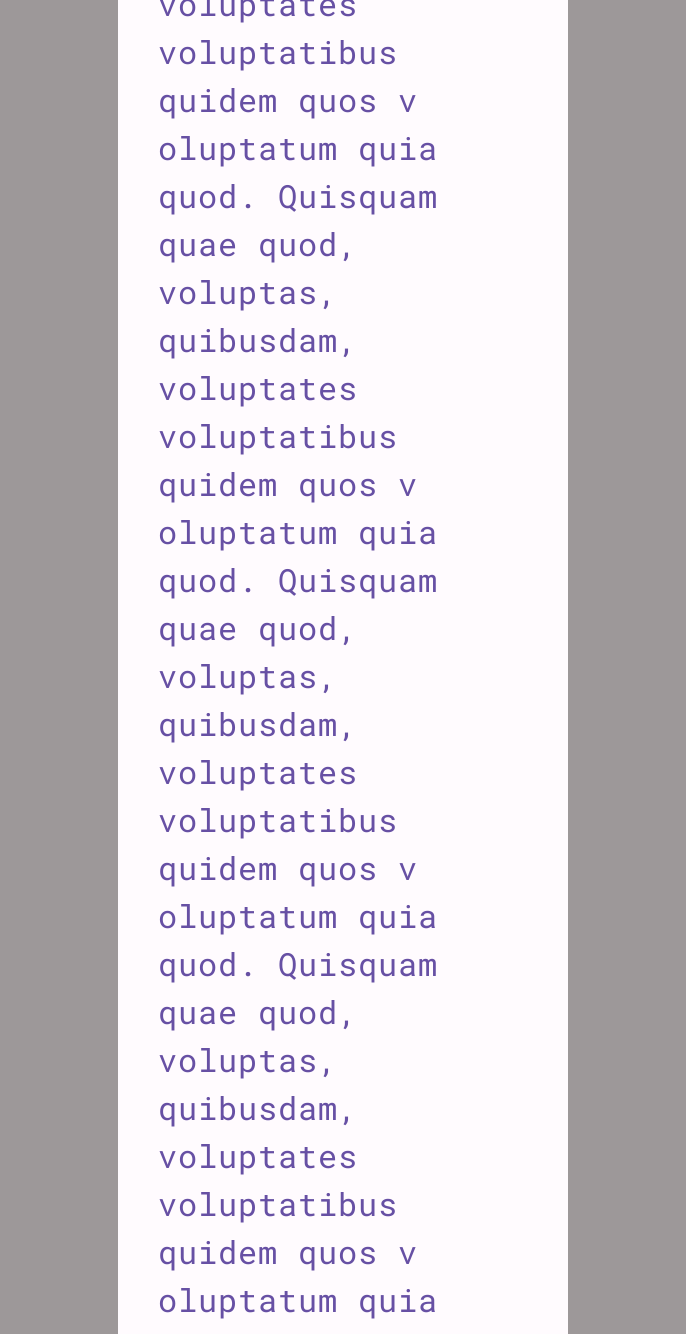 voluptates
voluptatibus
quidem quos v
oluptatum quia
quod. Quisquam
quae quod,
voluptas,
quibusdam,
voluptates
voluptatibus
quidem quos v
oluptatum quia
quod. Quisquam
quae quod,
voluptas,
quibusdam,
voluptates
voluptatibus
quidem quos v
oluptatum quia
quod. Quisquam
quae quod,
voluptas,
quibusdam,
voluptates
voluptatibus
quidem quos v
oluptatum quia